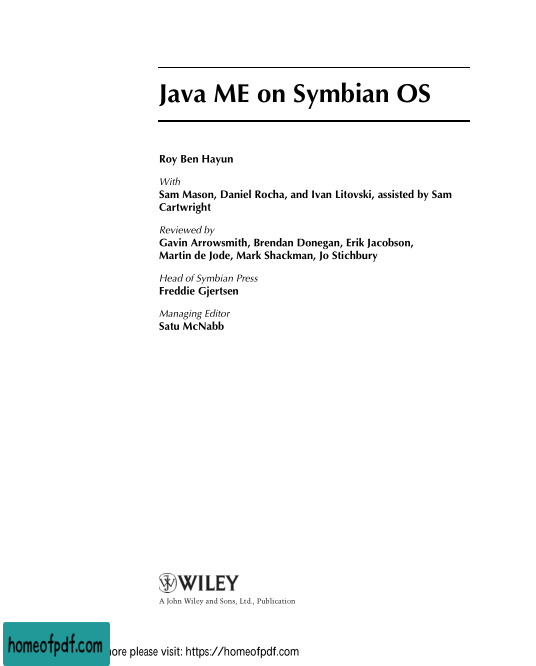 Java ME on Symbian OS
Roy Ben Hayun
With
Sam Mason, Daniel Rocha, and Ivan Litovski, assisted by Sam
Cartwright
Reviewed by
Gavin Arrowsmith, Brendan Donegan, Erik Jacobson,
Martin de Jode, Mark Shackman, Jo Stichbury
Head of Symbian Press
Freddie Gjertsen
Managing Editor
Satu McNabb
WILEY
A John Wiley and Sons, Ltd., Publication
homeofpdf.com
please visit: https://homeofpdf.com